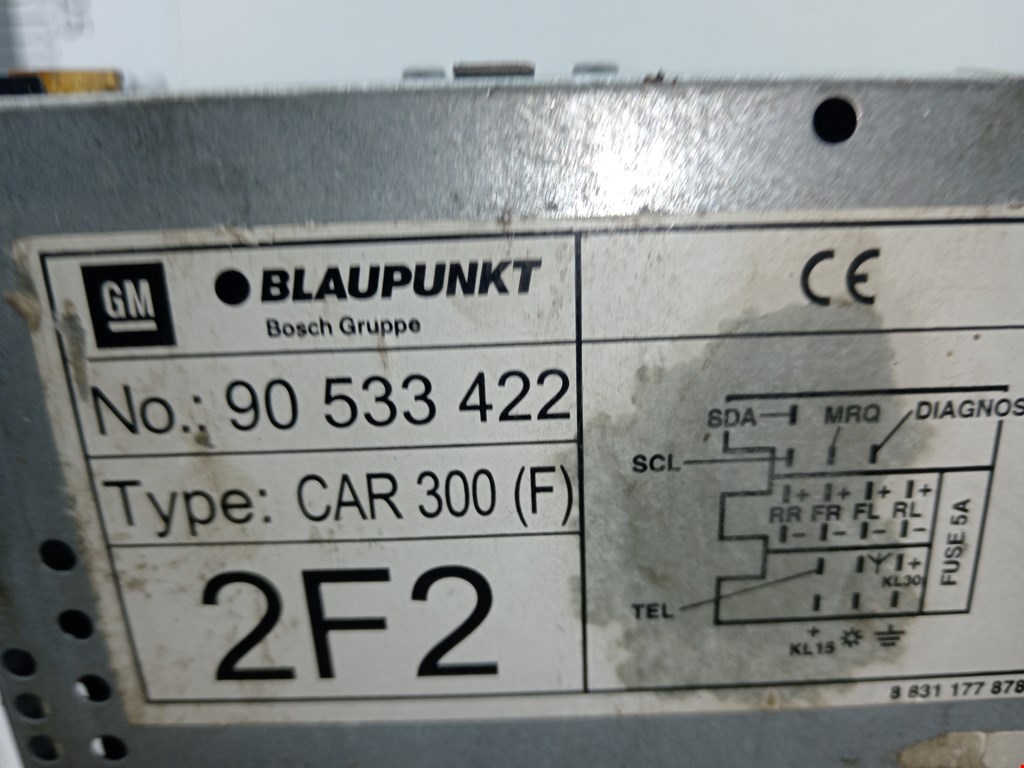 GM
BLAUPUNKT
Bosch Gruppe
No.: 90 533 422
Type: CAR 300 (F)
2F2
CE
SDA MRQ DIAGNOS
SCL
+ + + +
RR FR FL RL
- - - -
FUSE 5A
+
KL30
TEL
+
KL15
8 631 177 878